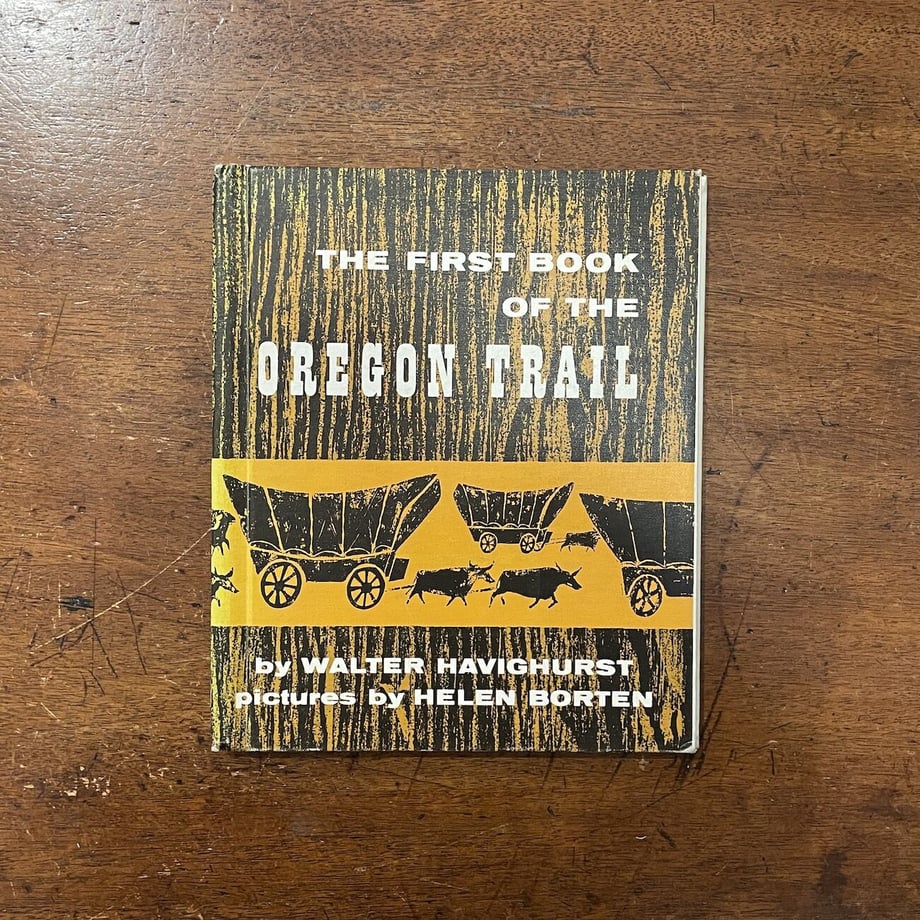 THE FIRST BOOK
OF THE
OREGON TRAIL
by WALTER HAVIGHURST
pictures by HELEN BORTEN